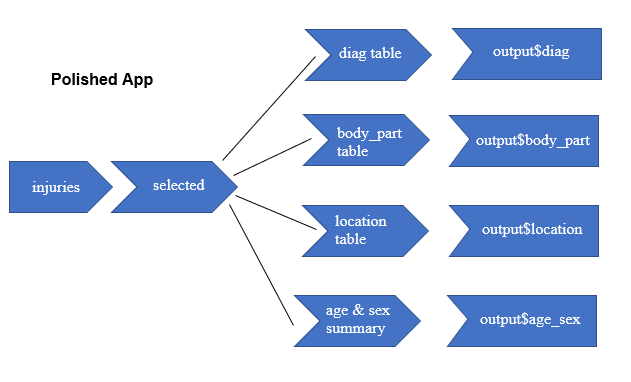 Polished App
injuries
selected
diag table
output$diag
body_part
table
output$body_part
location
table
output$location
age & sex
summary
output$age_sex